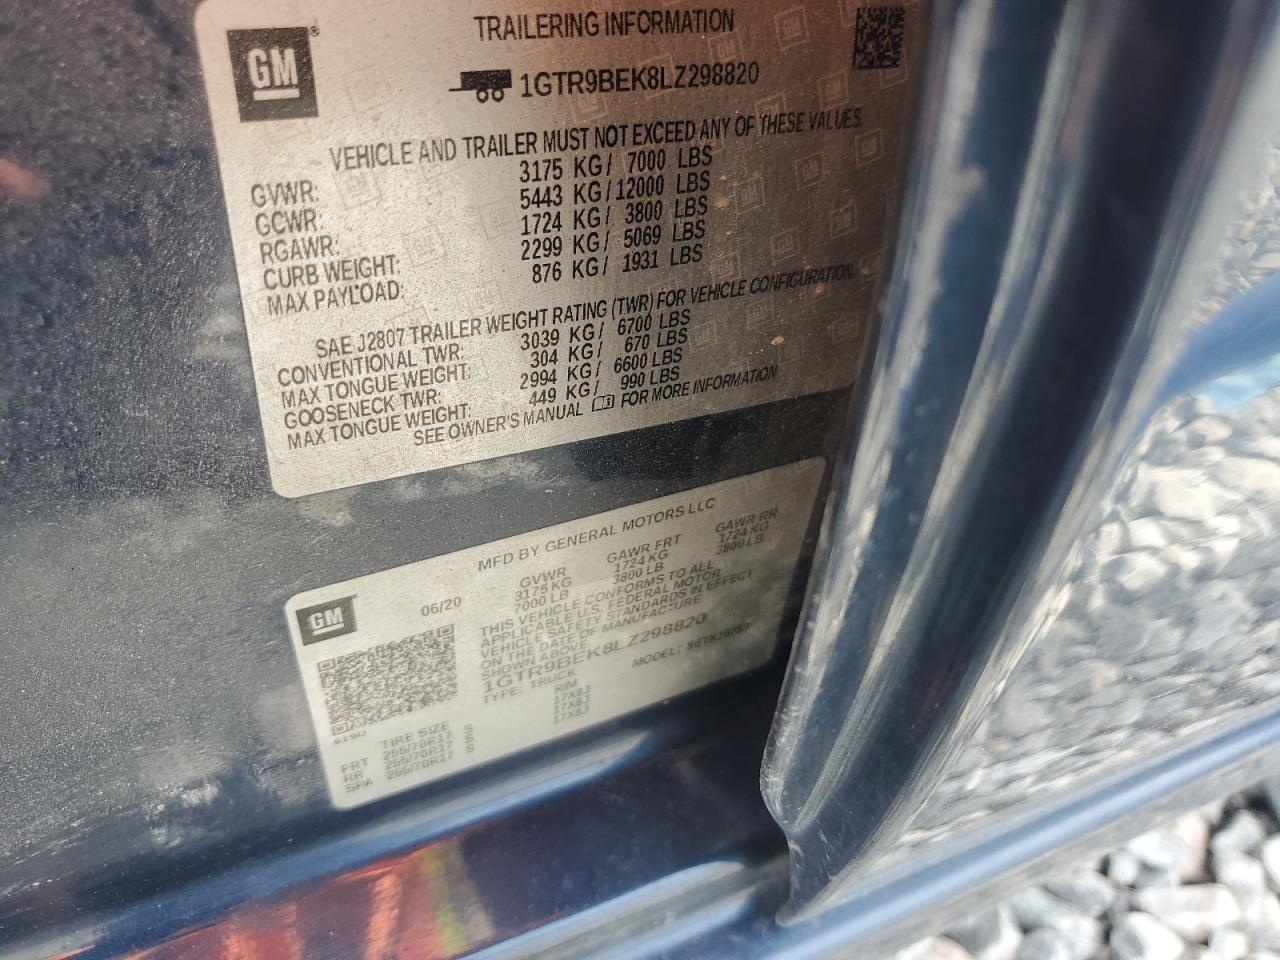 GM
TRAILERING INFORMATION
1GTR9BEK8LZ298820
VEHICLE AND TRAILER MUST NOT EXCEED ANY OF THESE VALUES.
GVWR: 3175 KG/ 7000 LBS
GCWR: 5443 KG/12000 LBS
RGAWR: 1724 KG/ 3800 LBS
CURB WEIGHT: 2299 KG/ 5069 LBS
MAX PAYLOAD: 876 KG/ 1931 LBS
SAE J2807 TRAILER WEIGHT RATING (TWR) FOR VEHICLE CONFIGURATION.
CONVENTIONAL TWR: 3039 KG/ 6700 LBS
MAX TONGUE WEIGHT: 304 KG/ 670 LBS
GOOSENECK TWR: 2994 KG/ 6600 LBS
MAX TONGUE WEIGHT: 449 KG/ 990 LBS
SEE OWNER'S MANUAL FOR MORE INFORMATION
GM
MFD BY GENERAL MOTORS LLC
06/20
GVWR GAWR FRT GAWR RR
3175 KG 1724 KG 1724 KG
7000 LB 3800 LB 3800 LB
THIS VEHICLE CONFORMS TO ALL
APPLICABLE U.S. FEDERAL MOTOR
VEHICLE SAFETY STANDARDS IN EFFECT
ON THE DATE OF MANUFACTURE
SHOWN ABOVE.
1GTR9BEK8LZ298820
TYPE: TRUCK MODEL:
619D
TIRE SIZE RIM
FRT 255/70R17 S 17X8J
RR 255/70R17 S 17X8J
SPA 255/70R17 S 17X8J